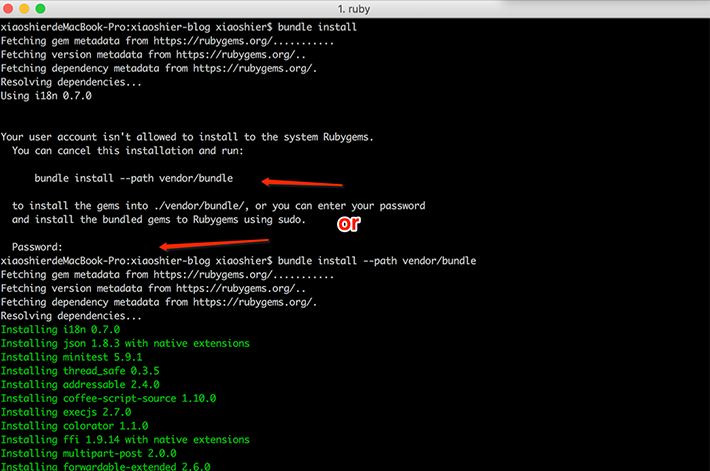 1. ruby
xiaoshierdeMacBook-Pro:xiaoshier-blog xiaoshier$ bundle install
Fetching gem metadata from https://rubygems.org/...........
Fetching version metadata from https://rubygems.org/..
Fetching dependency metadata from https://rubygems.org/.
Resolving dependencies...
Using i18n 0.7.0
Your user account isn't allowed to install to the system Rubygems.
You can cancel this installation and run:
bundle install --path vendor/bundle
to install the gems into ./vendor/bundle/, or you can enter your password
and install the bundled gems to Rubygems using sudo.
or
Password:
xiaoshierdeMacBook-Pro:xiaoshier-blog xiaoshier$ bundle install --path vendor/bundle
Fetching gem metadata from https://rubygems.org/...........
Fetching version metadata from https://rubygems.org/..
Fetching dependency metadata from https://rubygems.org/.
Resolving dependencies...
Installing i18n 0.7.0
Installing json 1.8.3 with native extensions
Installing minitest 5.9.1
Installing thread_safe 0.3.5
Installing addressable 2.4.0
Installing coffee-script-source 1.10.0
Installing execjs 2.7.0
Installing colorator 1.1.0
Installing ffi 1.9.14 with native extensions
Installing multipart-post 2.0.0
Installing forwardable-extended 2.6.0